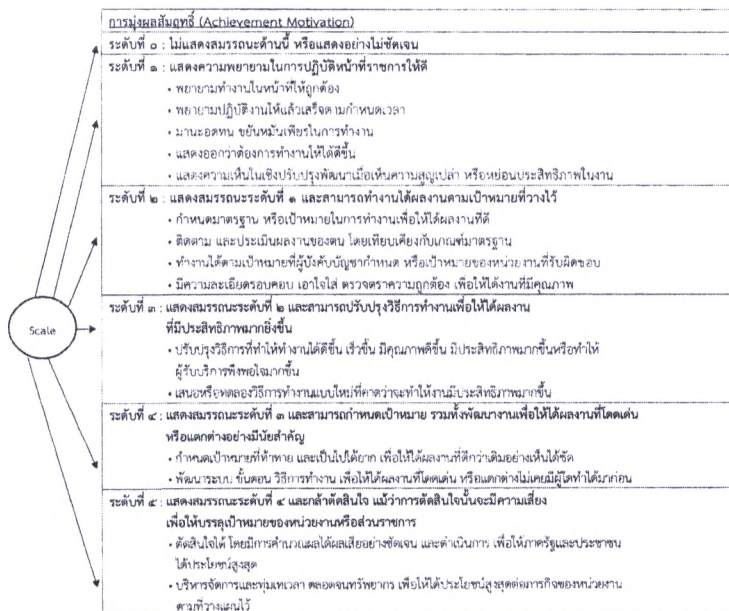 การมุ่งผลสัมฤทธิ์ (Achievement Motivation)
ระดับที่ ๐ : ไม่แสดงสมรรถนะด้านนี้ หรือแสดงอย่างไม่ชัดเจน
ระดับที่ ๑ : แสดงความพยายามในการปฏิบัติหน้าที่ราชการให้ดี
• พยายามทำงานในหน้าที่ให้ถูกต้อง
• พยายามปฏิบัติงานให้แล้วเสร็จตามกำหนดเวลา
• มานะอดทน ขยันหมั่นเพียรในการทำงาน
• แสดงออกว่าต้องการทำงานให้ได้ดีขึ้น
• แสดงความเห็นในเชิงปรับปรุงพัฒนาเมื่อเห็นความสูญเปล่า หรือหย่อนประสิทธิภาพในงาน
ระดับที่ ๒ : แสดงสมรรถนะระดับที่ ๑ และสามารถทำงานได้ผลงานตามเป้าหมายที่วางไว้
• กำหนดมาตรฐาน หรือเป้าหมายในการทำงานเพื่อให้ได้ผลงานที่ดี
• ติดตาม และประเมินผลงานของตน โดยเทียบเคียงกับเกณฑ์มาตรฐาน
• ทำงานได้ตามเป้าหมายที่ผู้บังคับบัญชากำหนด หรือเป้าหมายของหน่วยงานที่รับผิดชอบ
• มีความละเอียดรอบคอบ เอาใจใส่ ตรวจตราความถูกต้อง เพื่อให้ได้งานที่มีคุณภาพ
ระดับที่ ๓ : แสดงสมรรถนะระดับที่ ๒ และสามารถปรับปรุงวิธีการทำงานเพื่อให้ได้ผลงาน
ที่มีประสิทธิภาพมากยิ่งขึ้น
Scale
• ปรับปรุงวิธีการที่ทำให้ทำงานได้ดีขึ้น เร็วขึ้น มีคุณภาพดีขึ้น มีประสิทธิภาพมากขึ้นหรือทำให้
ผู้รับบริการพึงพอใจมากขึ้น
• เสนอหรือทดลองวิธีการทำงานแบบใหม่ที่คาดว่าจะทำให้งานมีประสิทธิภาพมากขึ้น
ระดับที่ ๔ : แสดงสมรรถนะระดับที่ ๓ และสามารถกำหนดเป้าหมาย รวมทั้งพัฒนางานเพื่อให้ได้ผลงานที่โดดเด่น
หรือแตกต่างอย่างมีนัยสำคัญ
• กำหนดเป้าหมายที่ท้าทาย และเป็นไปได้ยาก เพื่อให้ได้ผลงานที่ดีกว่าเดิมอย่างเห็นได้ชัด
• พัฒนาระบบ ขั้นตอน วิธีการทำงาน เพื่อให้ได้ผลงานที่โดดเด่น หรือแตกต่างไม่เคยมีผู้ใดทำได้มาก่อน
ระดับที่ ๕ : แสดงสมรรถนะระดับที่ ๔ และกล้าตัดสินใจ แม้ว่าการตัดสินใจนั้นจะมีความเสี่ยง
เพื่อให้บรรลุเป้าหมายของหน่วยงานหรือส่วนราชการ
• ตัดสินใจได้ โดยมีการคำนวณผลได้ผลเสียอย่างชัดเจน และดำเนินการ เพื่อให้ภาครัฐและประชาชน
ได้ประโยชน์สูงสุด
• บริหารจัดการและทุ่มเทเวลา ตลอดจนทรัพยากร เพื่อให้ได้ประโยชน์สูงสุดต่อภารกิจของหน่วยงาน
ตามที่วางแผนไว้